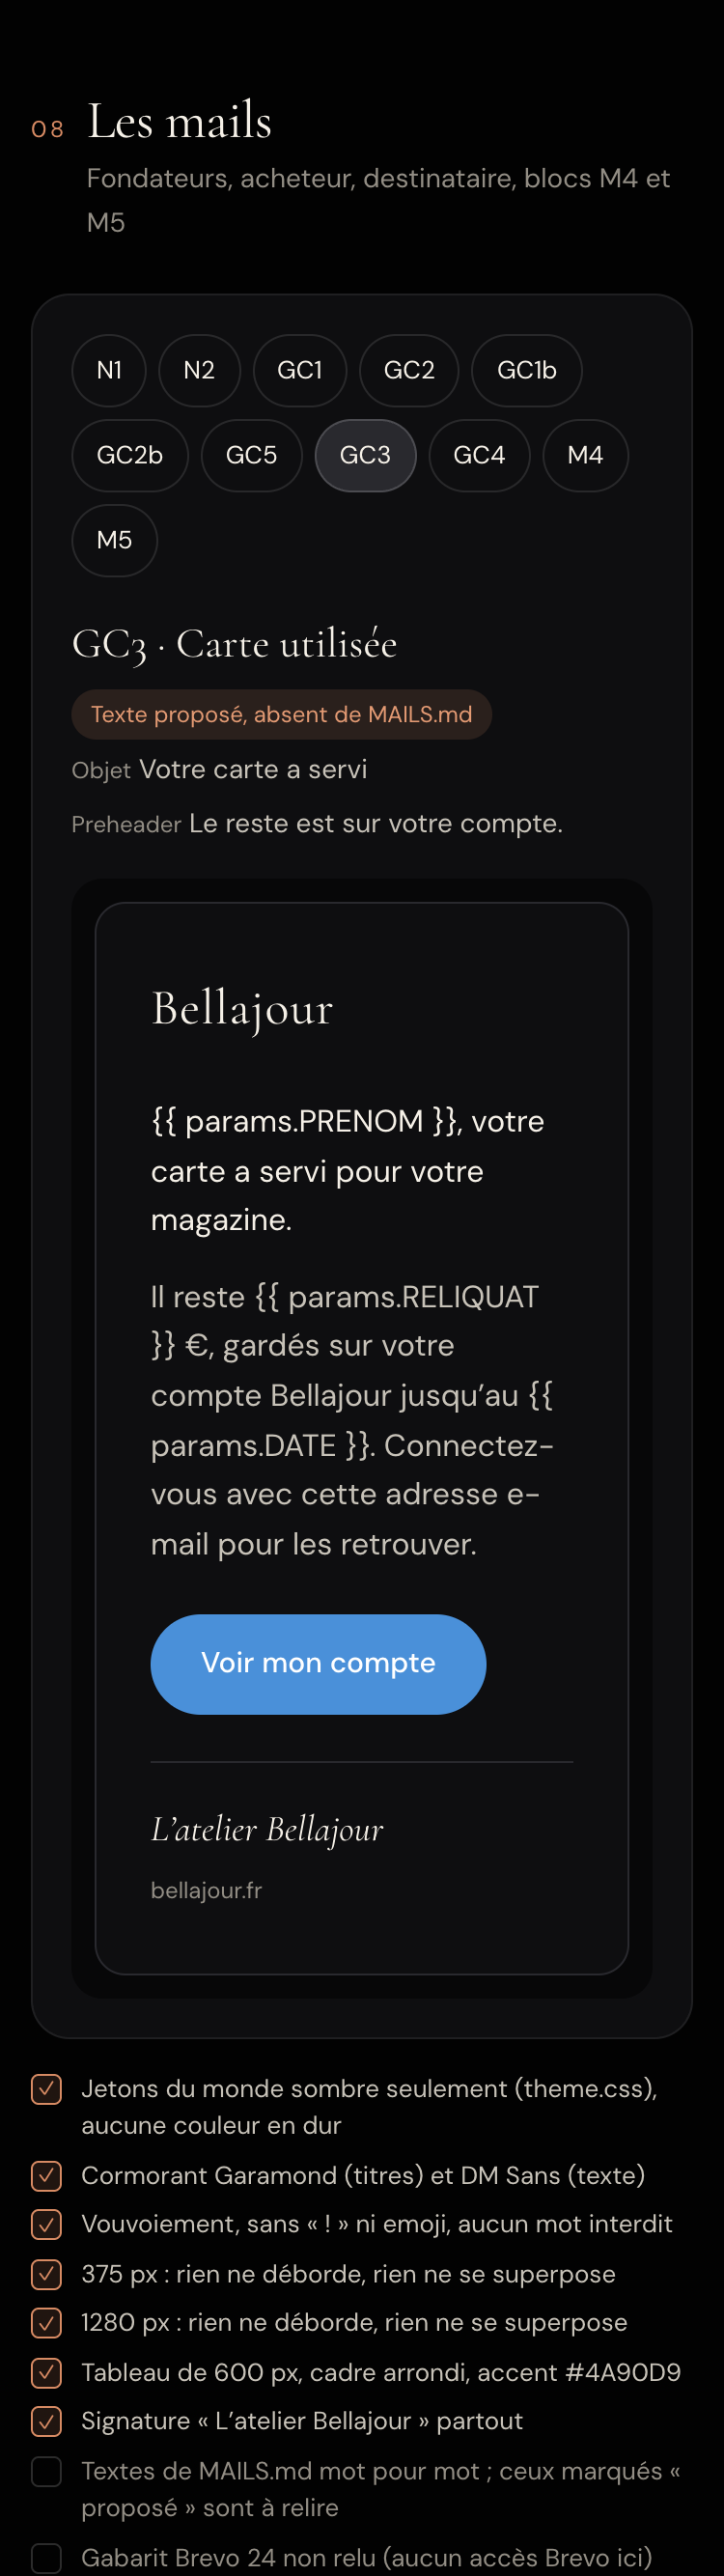 08 Les mails
Fondateurs, acheteur, destinataire, blocs M4 et
M5
N1 N2 GC1 GC2 GC1b
GC2b GC5 GC3 GC4 M4
M5
GC3 · Carte utilisée
Texte proposé, absent de MAILS.md
Objet Votre carte a servi
Preheader Le reste est sur votre compte.
Bellajour
{{ params.PRENOM }}, votre
carte a servi pour votre
magazine.
Il reste {{ params.RELIQUAT
}} €, gardés sur votre
compte Bellajour jusqu’au {{
params.DATE }}. Connectez-
vous avec cette adresse e-
mail pour les retrouver.
Voir mon compte
L’atelier Bellajour
bellajour.fr
Jetons du monde sombre seulement (theme.css),
aucune couleur en dur
Cormorant Garamond (titres) et DM Sans (texte)
Vouvoiement, sans « ! » ni emoji, aucun mot interdit
375 px : rien ne déborde, rien ne se superpose
1280 px : rien ne déborde, rien ne se superpose
Tableau de 600 px, cadre arrondi, accent #4A90D9
Signature « L’atelier Bellajour » partout
Textes de MAILS.md mot pour mot ; ceux marqués «
proposé » sont à relire
Gabarit Brevo 24 non relu (aucun accès Brevo ici)